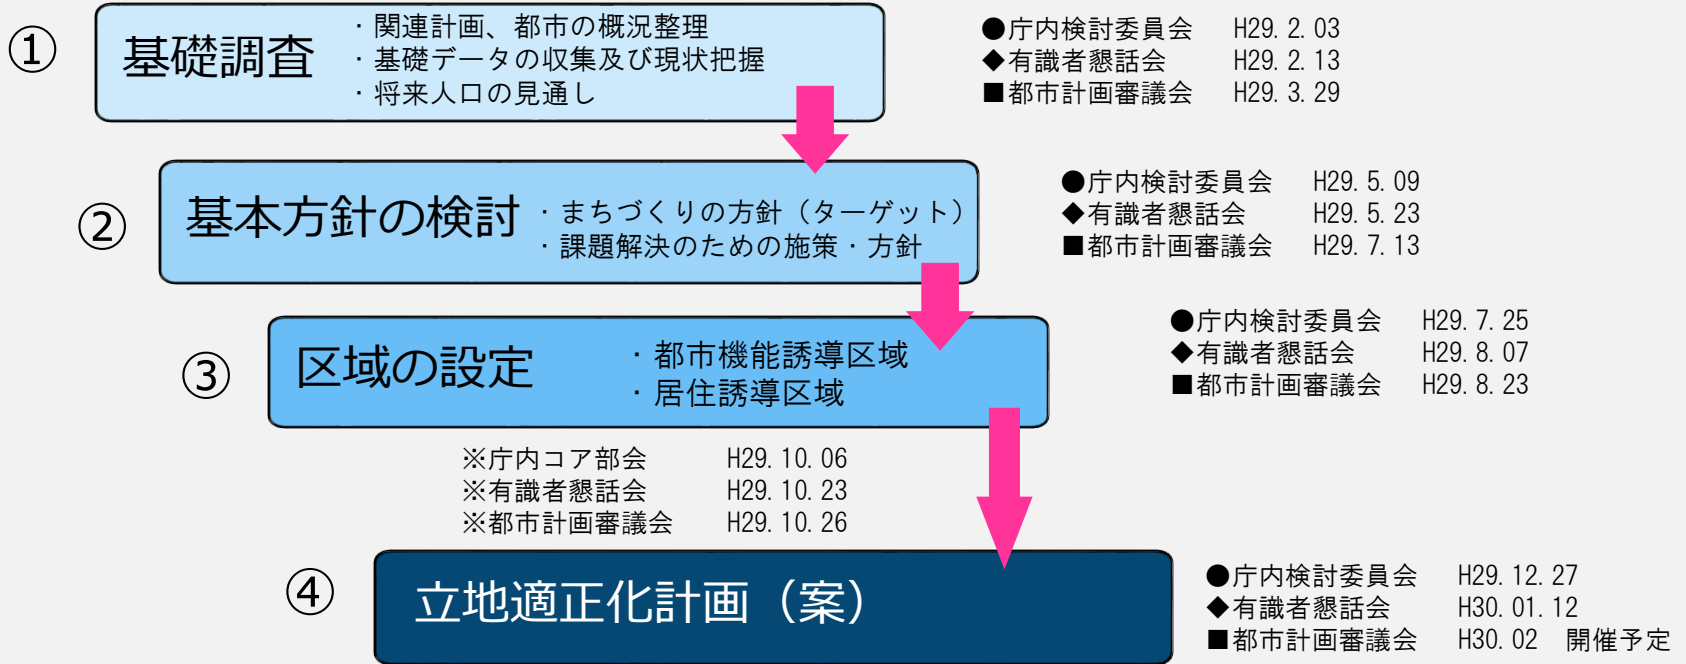 ①
基礎調査
・関連計画、都市の概況整理
・基礎データの収集及び現状把握
・将来人口の見通し
●庁内検討委員会 H29.2.03
◆有識者懇話会 H29.2.13
■都市計画審議会 H29.3.29
②
基本方針の検討
・まちづくりの方針（ターゲット）
・課題解決のための施策・方針
●庁内検討委員会 H29.5.09
◆有識者懇話会 H29.5.23
■都市計画審議会 H29.7.13
③
区域の設定
・都市機能誘導区域
・居住誘導区域
●庁内検討委員会 H29.7.25
◆有識者懇話会 H29.8.07
■都市計画審議会 H29.8.23
※庁内コア部会 H29.10.06
※有識者懇話会 H29.10.23
※都市計画審議会 H29.10.26
④
立地適正化計画（案）
●庁内検討委員会 H29.12.27
◆有識者懇話会 H30.01.12
■都市計画審議会 H30.02 開催予定